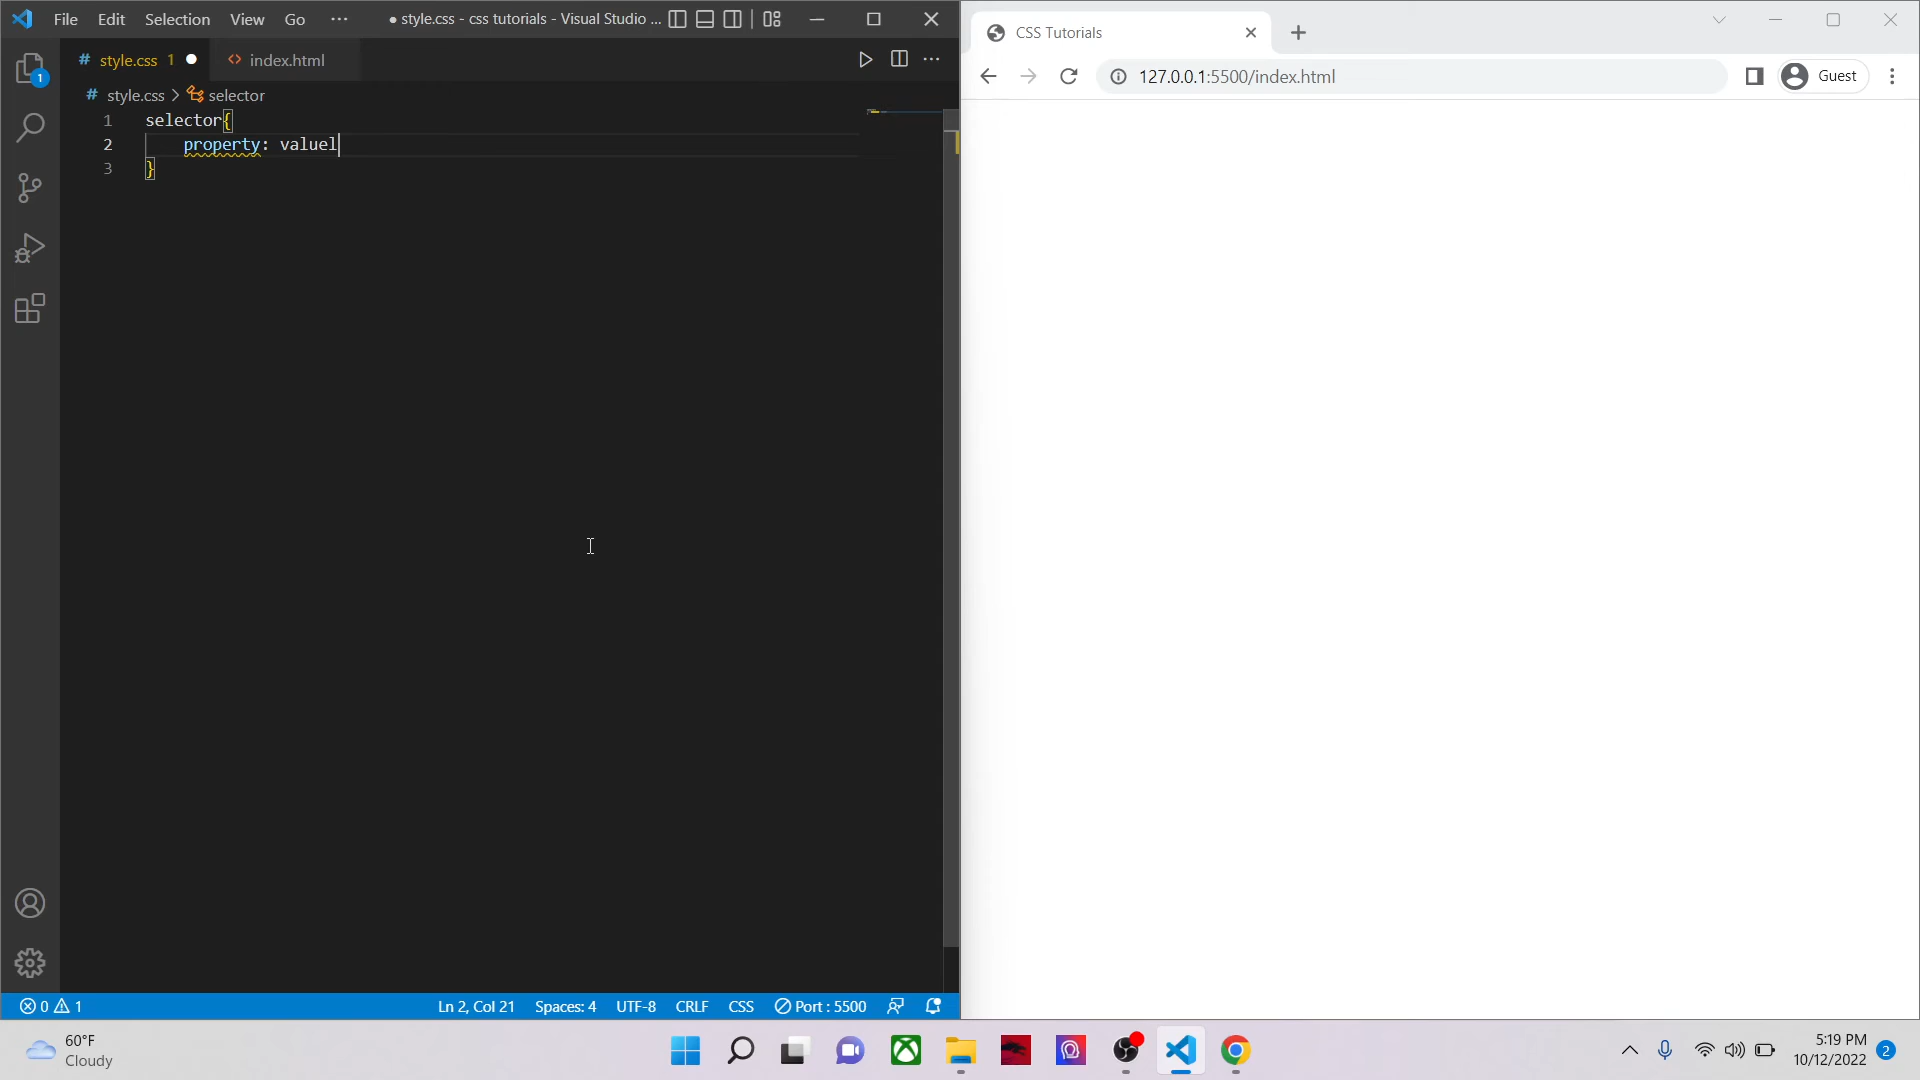 File Edit Selection View Go ··· ● style.css - css tutorials - Visual Studio ...
# style.css 1 ● <> index.html
# style.css > selector
1 selector{
2 property: valuel
3 }
0 1 Ln 2, Col 21 Spaces: 4 UTF-8 CRLF CSS Port : 5500
CSS Tutorials
127.0.0.1:5500/index.html Guest
1
60°F
Cloudy
5:19 PM
10/12/2022 2